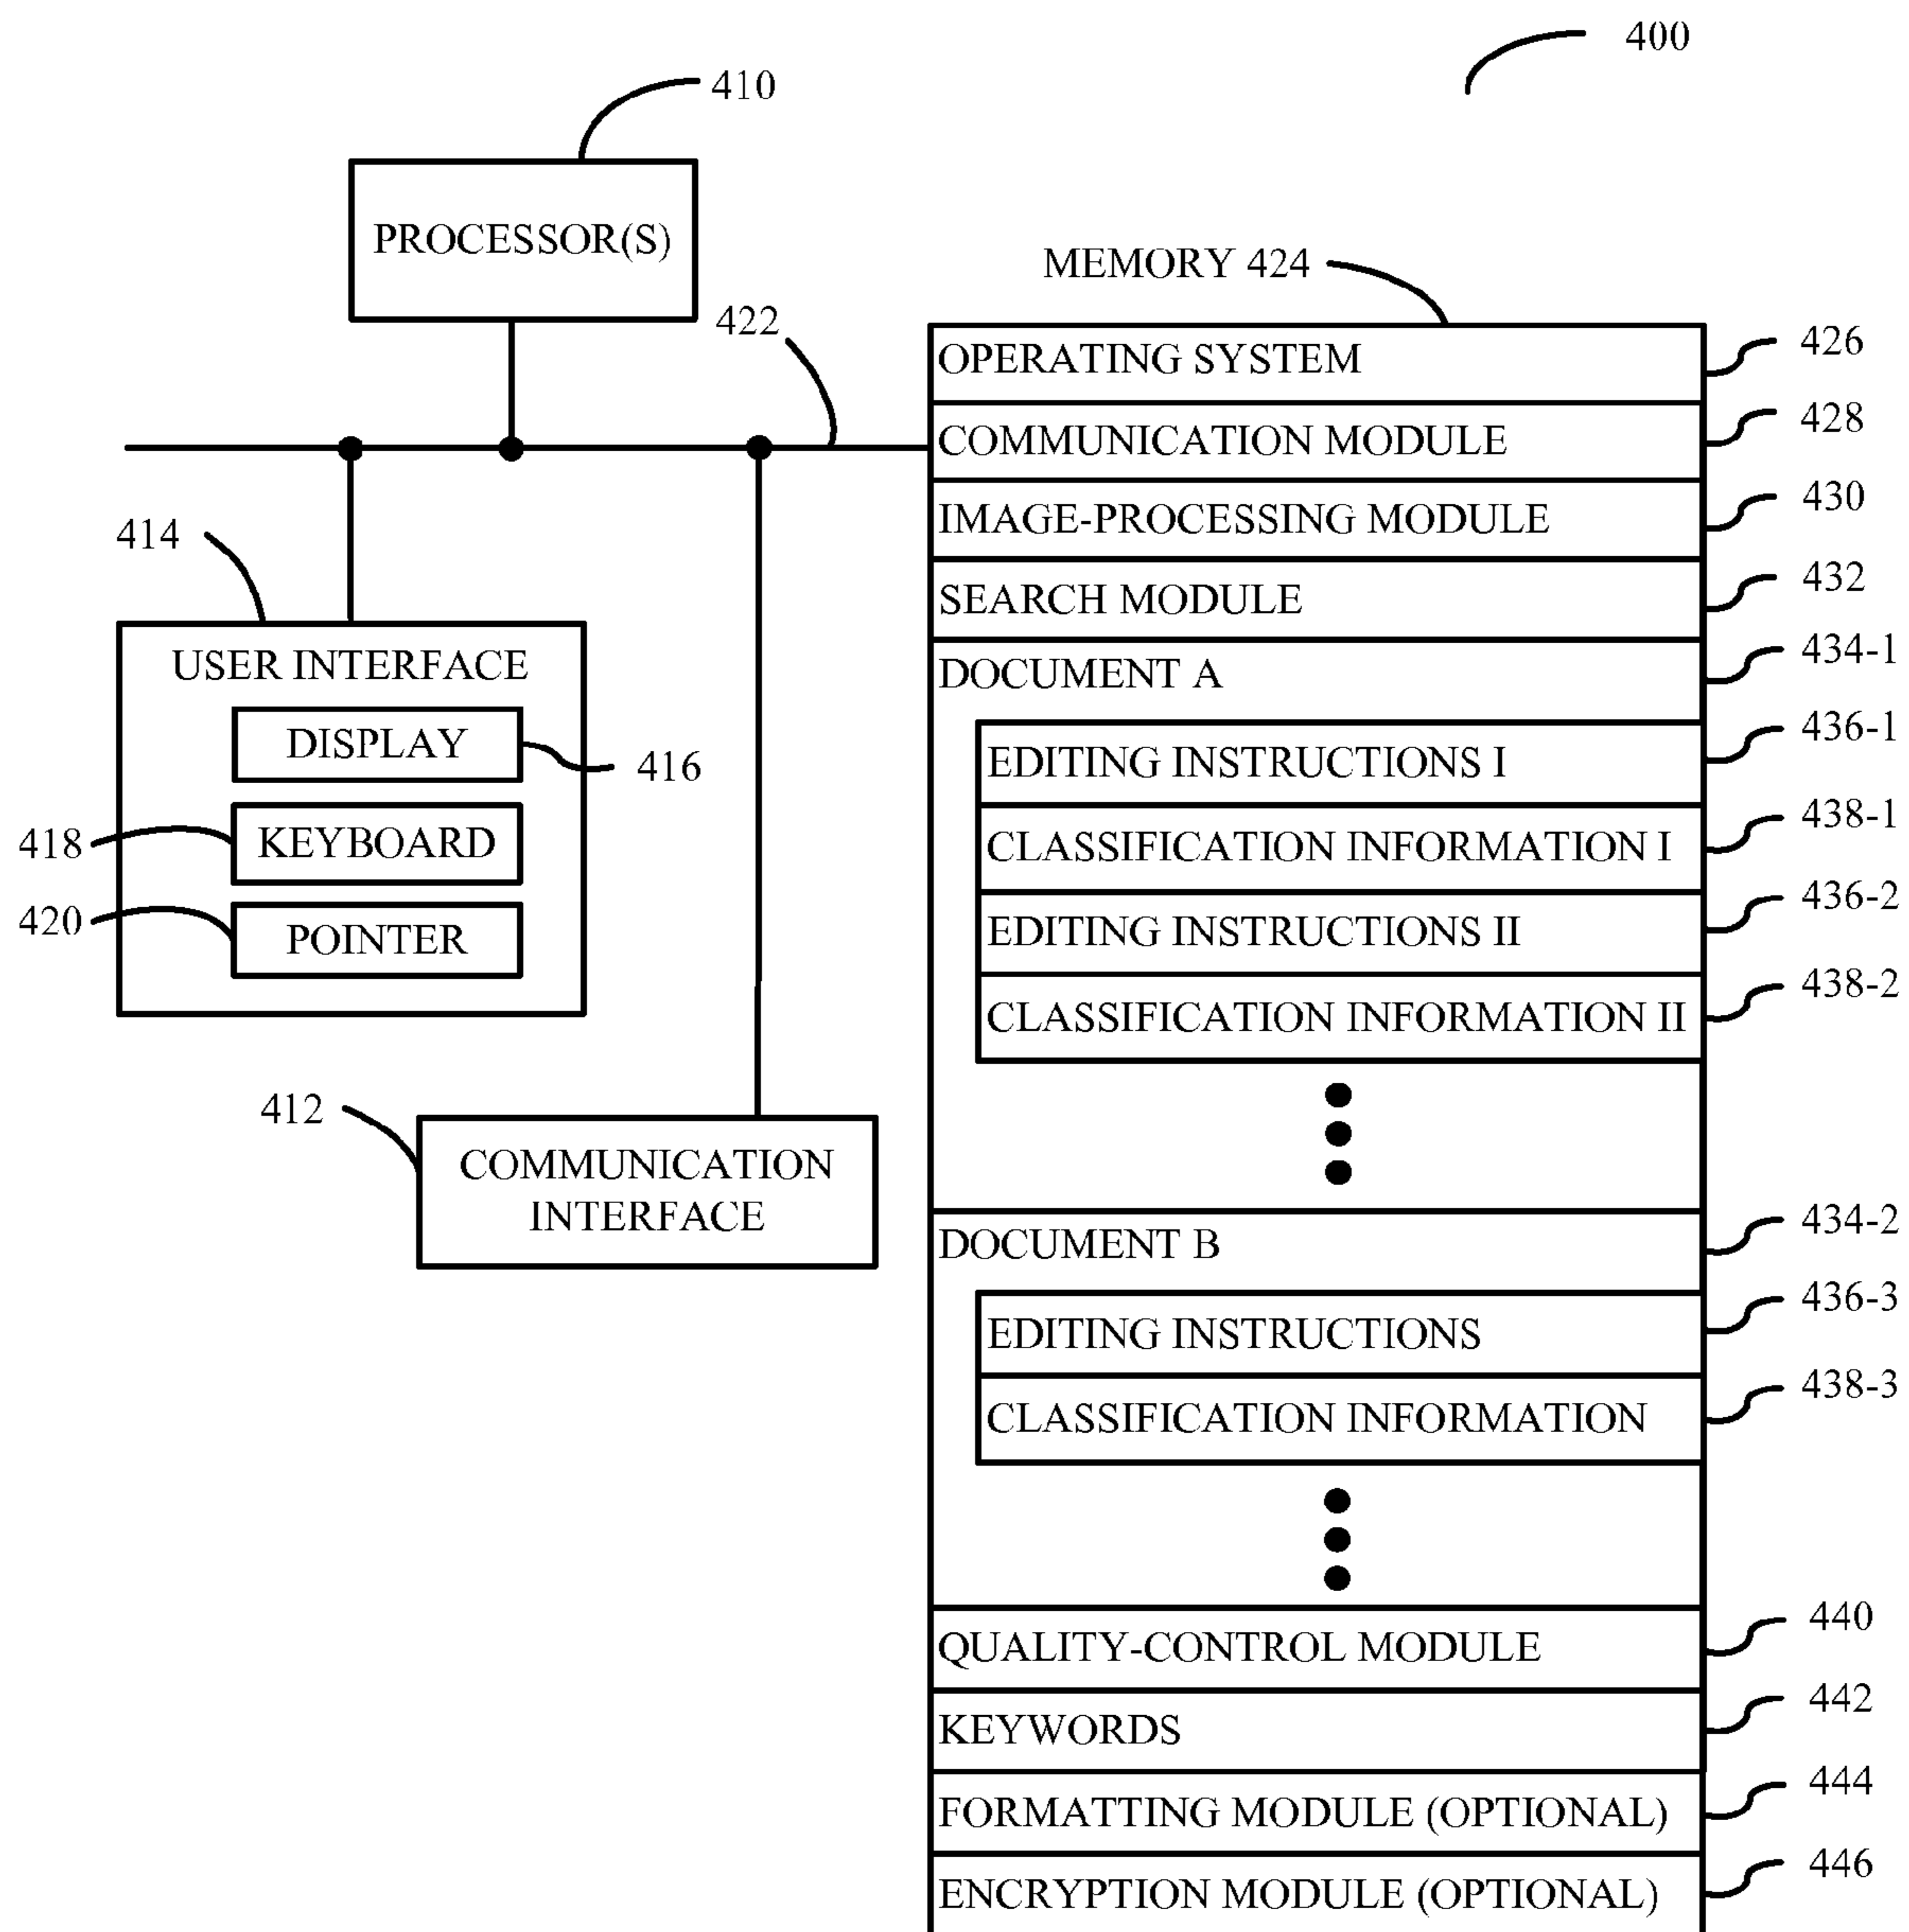 400
410
PROCESSOR(S)
MEMORY 424
422
OPERATING SYSTEM
426
COMMUNICATION MODULE
428
IMAGE-PROCESSING MODULE
430
SEARCH MODULE
432
DOCUMENT A
434-1
EDITING INSTRUCTIONS I
436-1
CLASSIFICATION INFORMATION I
438-1
EDITING INSTRUCTIONS II
436-2
CLASSIFICATION INFORMATION II
438-2
DOCUMENT B
434-2
EDITING INSTRUCTIONS
436-3
CLASSIFICATION INFORMATION
438-3
QUALITY-CONTROL MODULE
440
KEYWORDS
442
FORMATTING MODULE (OPTIONAL)
444
ENCRYPTION MODULE (OPTIONAL)
446
414
USER INTERFACE
DISPLAY
416
418
KEYBOARD
420
POINTER
412
COMMUNICATION
INTERFACE